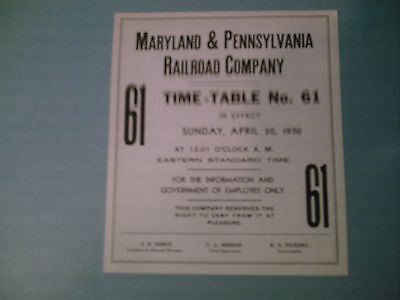 MARYLAND & PENNSYLVANIA
RAILROAD COMPANY
61
TIME-TABLE No. 61
IN EFFECT
SUNDAY, APRIL 30, 1950
AT 12:01 O'CLOCK A. M.
EASTERN STANDARD TIME.
FOR THE INFORMATION AND
GOVERNMENT OF EMPLOYES ONLY.
61
THIS COMPANY RESERVES THE
RIGHT TO VARY FROM IT AT
PLEASURE.